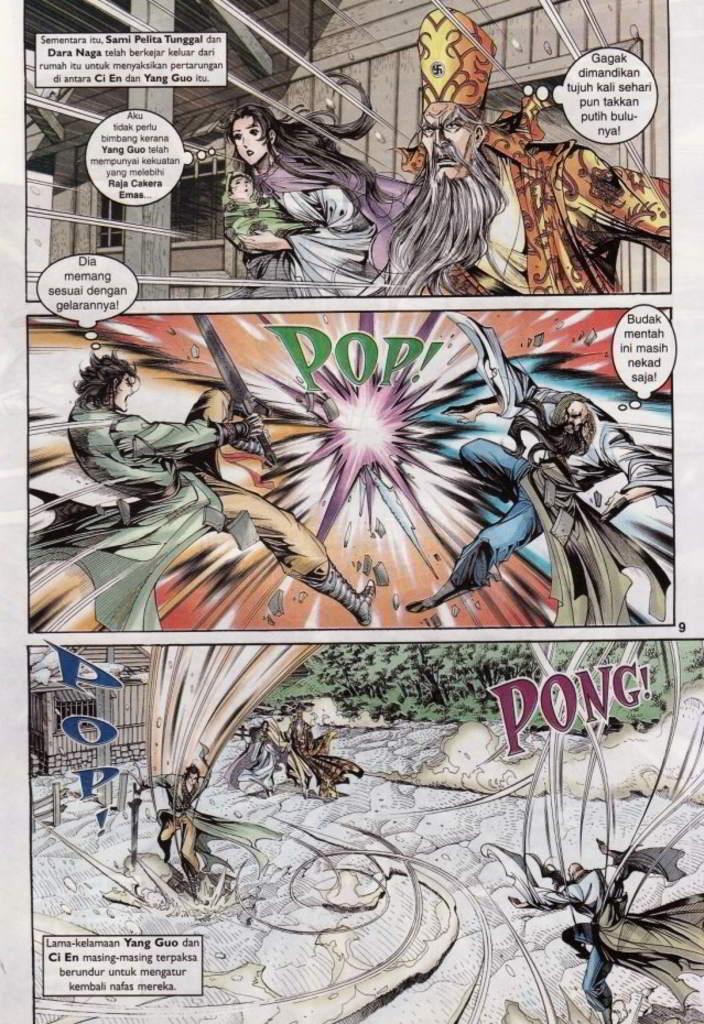 Sementara itu, Sami Pelita Tunggal dan
Dara Naga telah berkejar keluar dari
rumah itu untuk menyaksikan pertarungan
di antara Ci En dan Yang Guo itu.
Aku
tidak perlu
bimbang kerana
Yang Guo telah
mempunyai kekuatan
yang melebihi
Raja Cakera
Emas...
Gagak
dimandikan
tujuh kali sehari
pun takkan
putih bulu-
nya!
Dia
memang
sesuai dengan
gelarannya!
POP!
Budak
mentah
ini masih
nekad
saja!
9
POP!
PONG!
Lama-kelamaan Yang Guo dan
Ci En masing-masing terpaksa
berundur untuk mengatur
kembali nafas mereka.